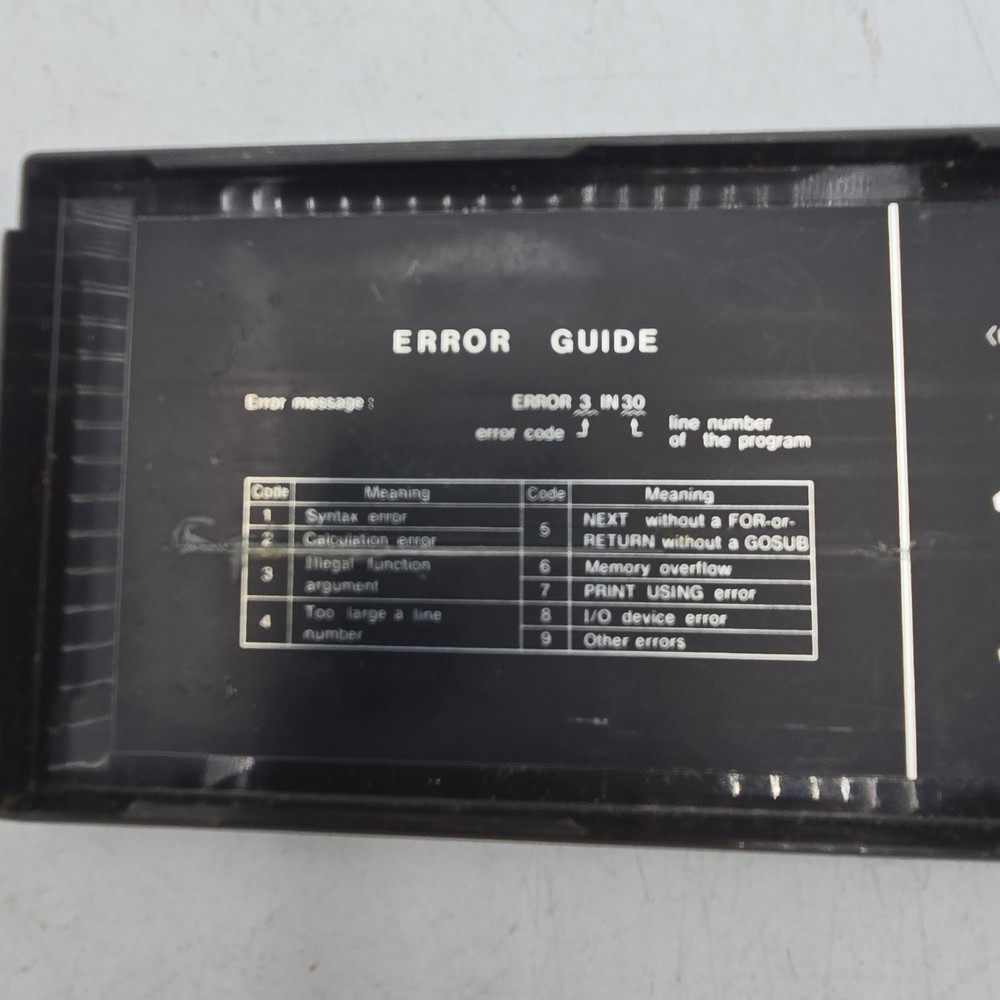 ERROR GUIDE
Error message: ERROR 3 IN 30
error code
line number
of the program
Code Meaning
1 Syntax error
2 Calculation error
3 Illegal function
argument
4 Too large a line
number
Code Meaning
5 NEXT without a FOR-or-
RETURN without a GOSUB
6 Memory overflow
7 PRINT USING error
8 I/O device error
9 Other errors